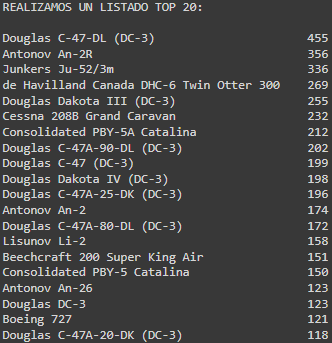 REALIZAMOS UN LISTADO TOP 20:
Douglas C-47-DL (DC-3) 455
Antonov An-2R 356
Junkers Ju-52/3m 336
de Havilland Canada DHC-6 Twin Otter 300 269
Douglas Dakota III (DC-3) 255
Cessna 208B Grand Caravan 232
Consolidated PBY-5A Catalina 212
Douglas C-47A-90-DL (DC-3) 202
Douglas C-47 (DC-3) 199
Douglas Dakota IV (DC-3) 198
Douglas C-47A-25-DK (DC-3) 196
Antonov An-2 174
Douglas C-47A-80-DL (DC-3) 172
Lisunov Li-2 158
Beechcraft 200 Super King Air 151
Consolidated PBY-5 Catalina 150
Antonov An-26 123
Douglas DC-3 123
Boeing 727 121
Douglas C-47A-20-DK (DC-3) 118